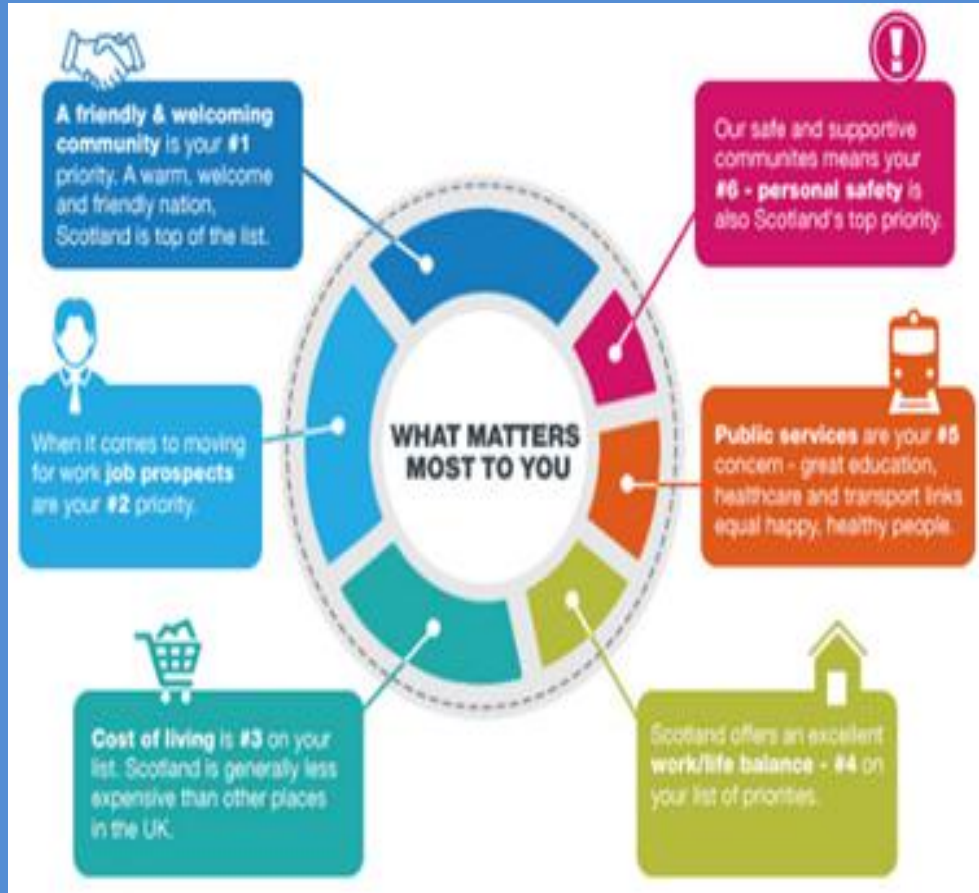 A friendly & welcoming
community is your #1
priority. A warm, welcome
and friendly nation,
Scotland is top of the list.
Our safe and supportive
communites means your
#6 - personal safety is
also Scotland's top priority.
When it comes to moving
for work job prospects
are your #2 priority.
WHAT MATTERS
MOST TO YOU
Public services are your #5
concern - great education,
healthcare and transport links
equal happy, healthy people.
Cost of living is #3 on your
list. Scotland is generally less
expensive than other places
in the UK.
Scotland offers an excellent
work/life balance - #4 on
your list of priorities.